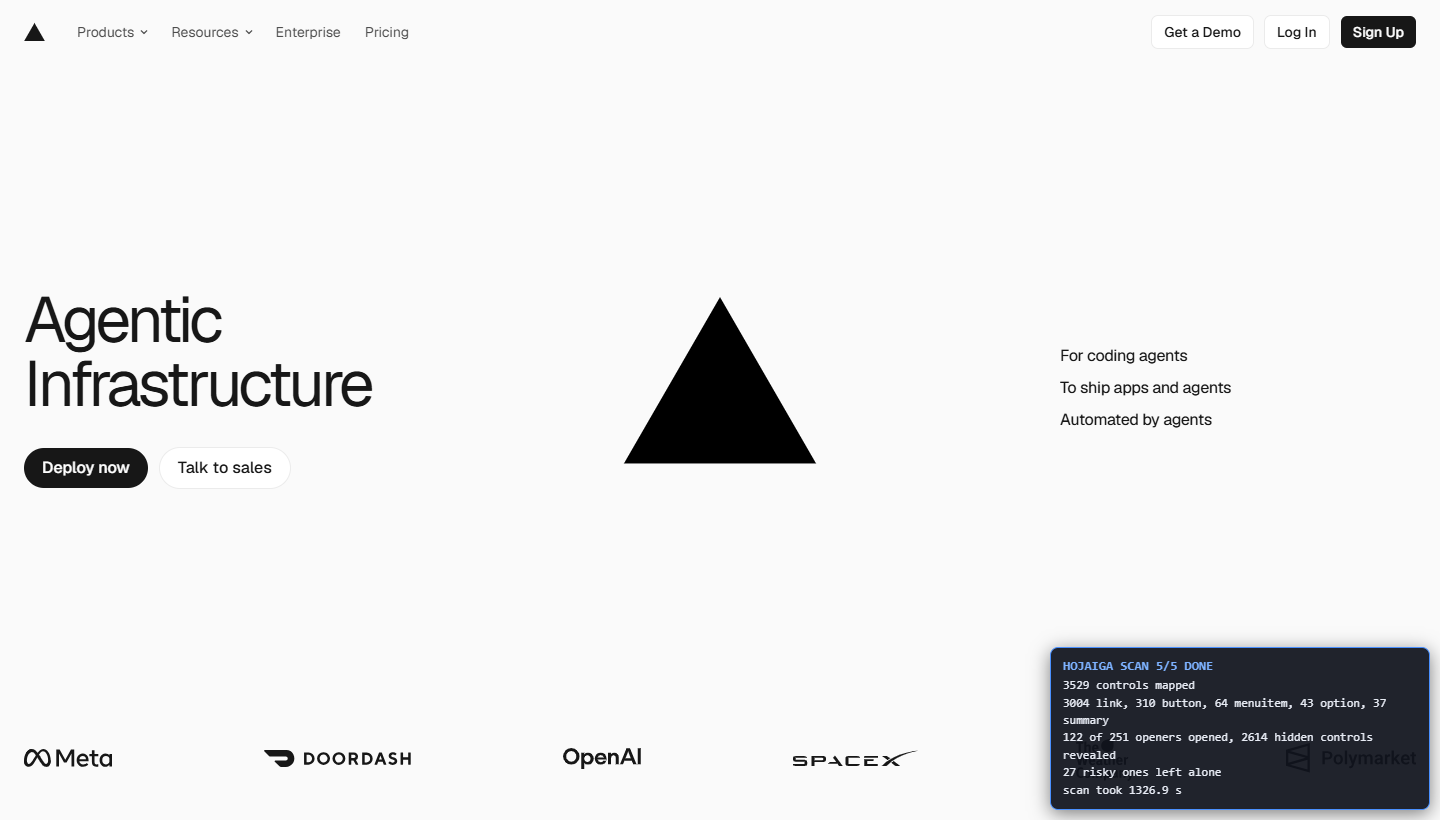 Products
Resources
Enterprise
Pricing
Get a Demo
Log In
Sign Up
Agentic
Infrastructure
Deploy now
Talk to sales
For coding agents
To ship apps and agents
Automated by agents
Meta
DOORDASH
OpenAI
SPACEX
Polymarket
HOJAIGA SCAN 5/5 DONE
3529 controls mapped
3004 link, 310 button, 64 menuitem, 43 option, 37
summary
122 of 251 openers opened, 2614 hidden controls
revealed
27 risky ones left alone
scan took 1326.9 s